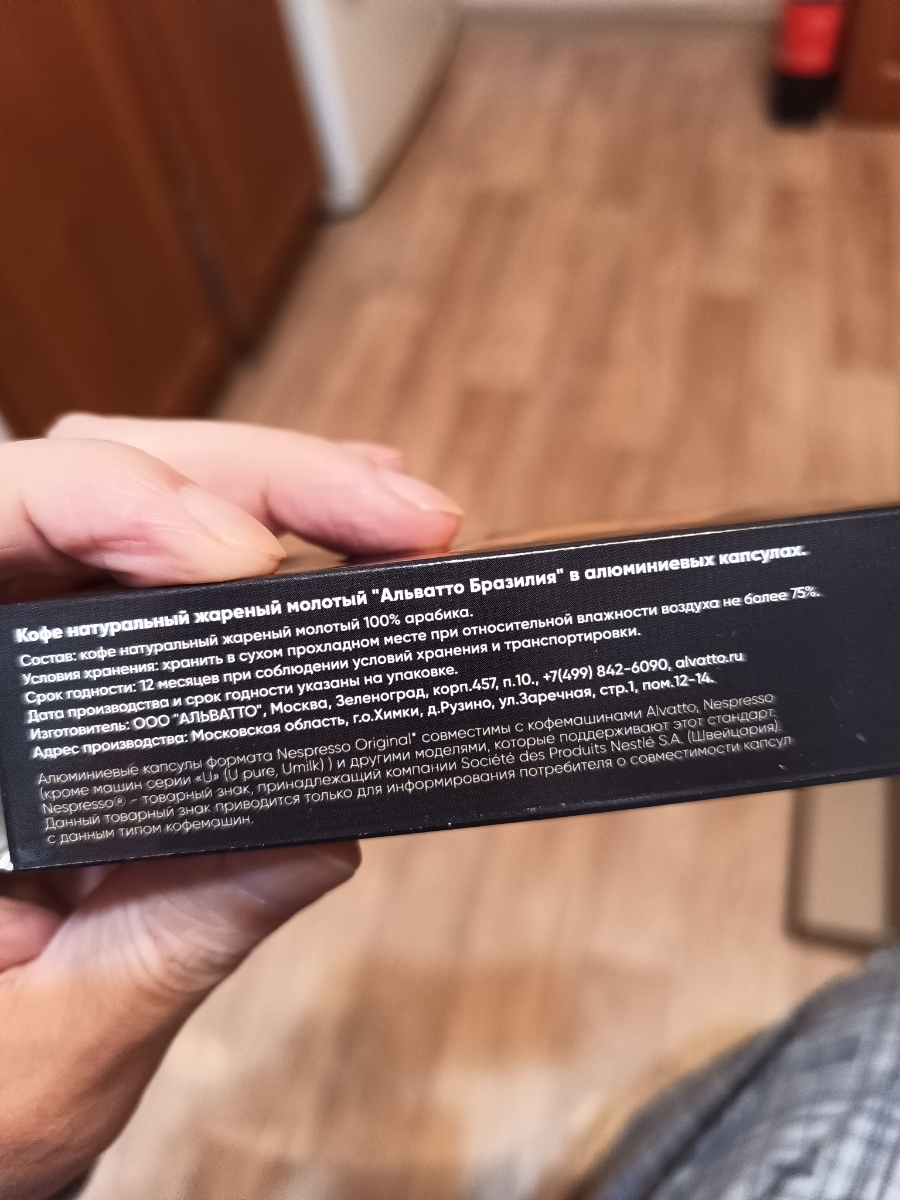 Кофе натуральный жареный молотый "Альватто Бразилия" в алюминиевых капсулах.
Состав: кофе натуральный жареный молотый 100% арабика.
Условия хранения: хранить в сухом прохладном месте при относительной влажности воздуха не более 75%.
Срок годности: 12 месяцев при соблюдении условий хранения и транспортировки.
Дата производства и срок годности указаны на упаковке.
Изготовитель: ООО "АЛЬВАТТО", Москва, Зеленоград, корп.457, п.10., +7(499) 842-6090, alvatto.ru
Адрес производства: Московская область, г.о.Химки, д.Рузино, ул.Заречная, стр.1, пом.12-14.
Алюминиевые капсулы формата Nespresso Original* совместимы с кофемашинами Alvatto, Nespresso
(кроме машин серии «U» (U pure, Umilk) ) и другими моделями, которые поддерживают этот стандарт.
Nespresso® - товарный знак, принадлежащий компании Société des Produits Nestlé S.A. (Швейцария).
Данный товарный знак приводится только для информирования потребителя о совместимости капсул
с данным типом кофемашин.